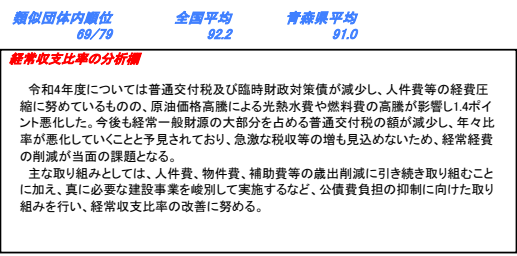 類似団体内順位 全国平均 青森県平均
69/79 92.2 91.0
経常収支比率の分析欄
令和4年度については普通交付税及び臨時財政対策債が減少し、人件費等の経費圧
縮に努めているものの、原油価格高騰による光熱水費や燃料費の高騰が影響し1.4ポイ
ント悪化した。今後も経常一般財源の大部分を占める普通交付税の額が減少し、年々比
率が悪化していくことと予見されており、急激な税収等の増も見込めないため、経常経費
の削減が当面の課題となる。
主な取り組みとしては、人件費、物件費、補助費等の歳出削減に引き続き取り組むこと
に加え、真に必要な建設事業を峻別して実施するなど、公債費負担の抑制に向けた取り
組みを行い、経常収支比率の改善に努める。